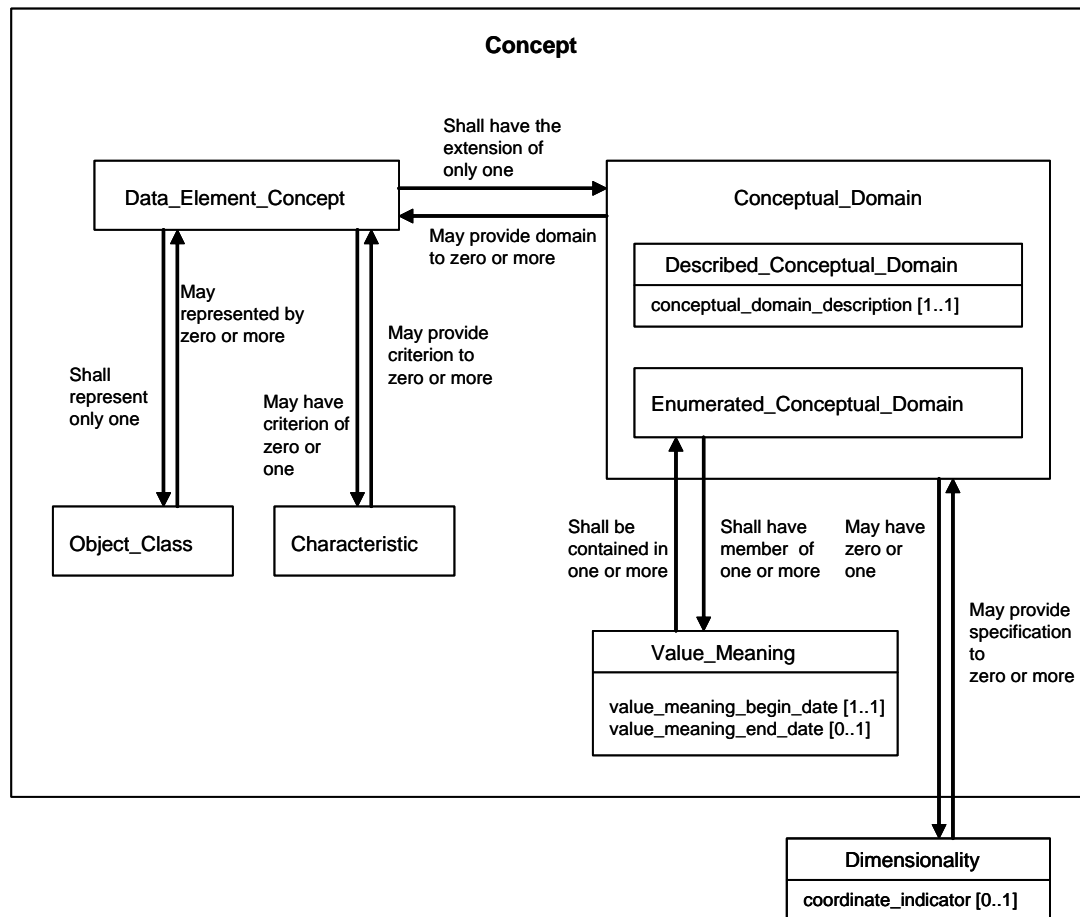 Concept
Shall have the
extension of
only one
Data_Element_Concept
Conceptual_Domain
May provide domain
to zero or more
Described_Conceptual_Domain
conceptual_domain_description [1..1]
May
represented by
zero or more
May provide
criterion to
zero or more
Shall
represent
only one
May have
criterion of
zero or
one
Enumerated_Conceptual_Domain
Object_Class
Characteristic
Shall be
contained in
one or more
Shall have
member of
one or more
May have
zero or
one
May provide
specification
to
zero or more
Value_Meaning
value_meaning_begin_date [1..1]
value_meaning_end_date [0..1]
Dimensionality
coordinate_indicator [0..1]